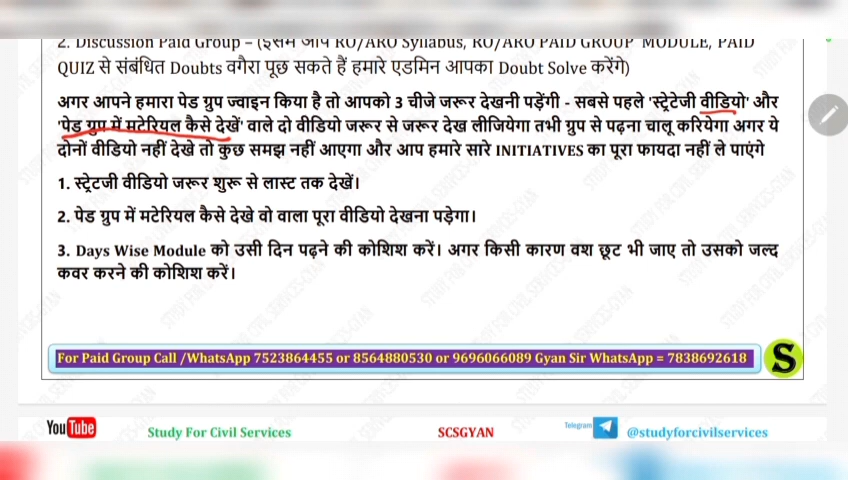 2. Discussion Paid Group – (इसमें आप RO/ARO Syllabus, RO/ARO PAID GROUP MODULE, PAID
QUIZ से संबंधित Doubts वगैरा पूछ सकते हैं हमारे एडमिन आपका Doubt Solve करेंगे)
अगर आपने हमारा पेड ग्रुप ज्वाइन किया है तो आपको 3 चीजे जरूर देखनी पड़ेंगी - सबसे पहले 'स्ट्रेटेजी वीडियो' और
'पेड ग्रुप में मटेरियल कैसे देखें' वाले दो वीडियो जरूर से जरूर देख लीजियेगा तभी ग्रुप से पढ़ना चालू करियेगा अगर ये
दोनों वीडियो नहीं देखे तो कुछ समझ नहीं आएगा और आप हमारे सारे INITIATIVES का पूरा फायदा नहीं ले पाएंगे
1. स्ट्रेटजी वीडियो जरूर शुरू से लास्ट तक देखें।
2. पेड ग्रुप में मटेरियल कैसे देखे वो वाला पूरा वीडियो देखना पड़ेगा।
3. Days Wise Module को उसी दिन पढ़ने की कोशिश करें। अगर किसी कारण वश छूट भी जाए तो उसको जल्द
कवर करने की कोशिश करें।
For Paid Group Call /WhatsApp 7523864455 or 8564880530 or 9696066089 Gyan Sir WhatsApp = 7838692618
S
YouTube Study For Civil Services SCSGYAN Telegram @studyforcivilservices
STUDY FOR CIVIL SERVICES-GYAN